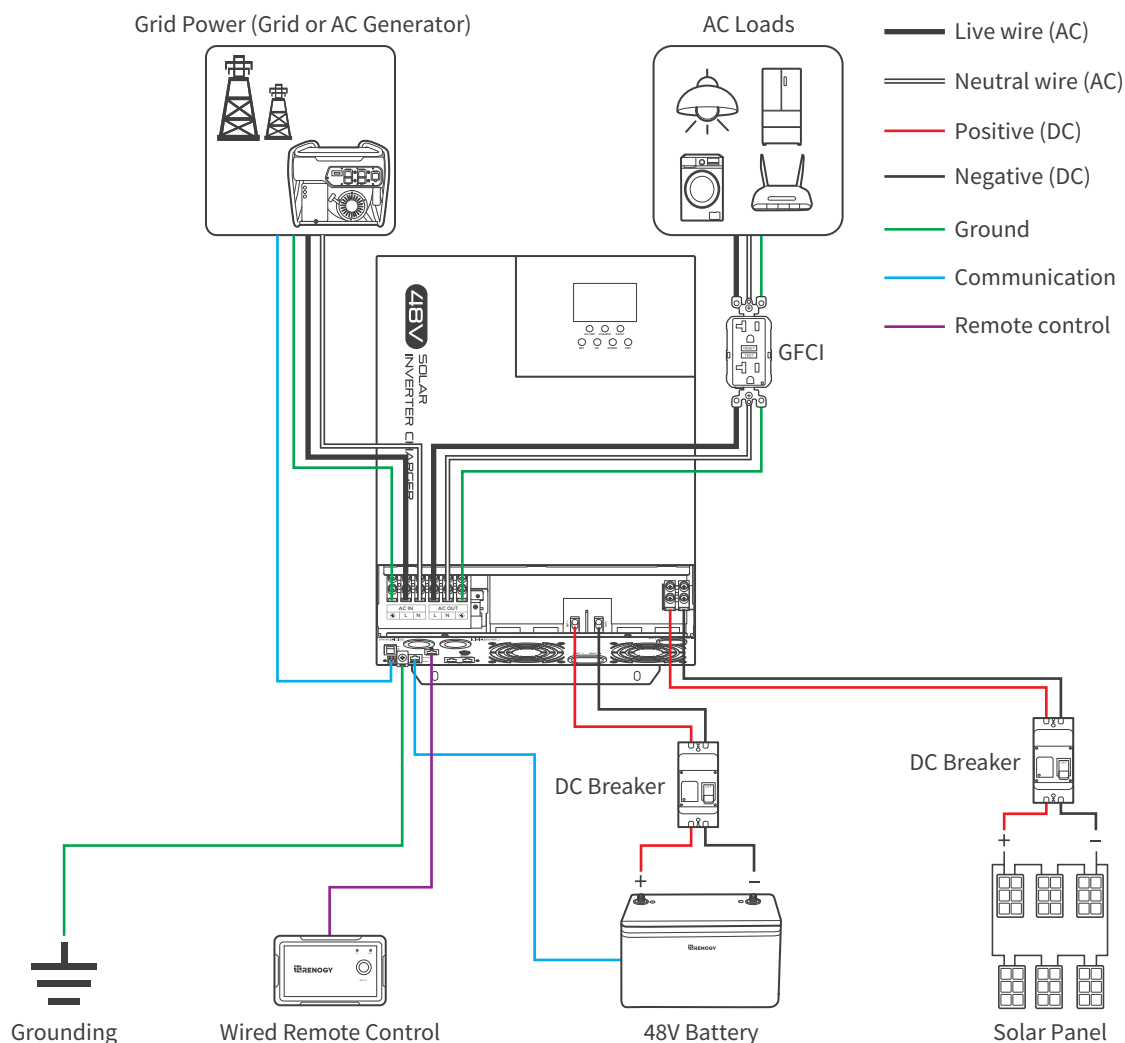 Grid Power (Grid or AC Generator)
AC Loads
Live wire (AC)
Neutral wire (AC)
Positive (DC)
Negative (DC)
Ground
Communication
Remote control
48V
SOLAR
INVERTER CHARGER
RESET
TEST
GFCI
AC IN
AC OUT
L N
L N
DC Breaker
DC Breaker
+ −
+ −
RENOGY
RENOGY
Grounding
Wired Remote Control
48V Battery
Solar Panel